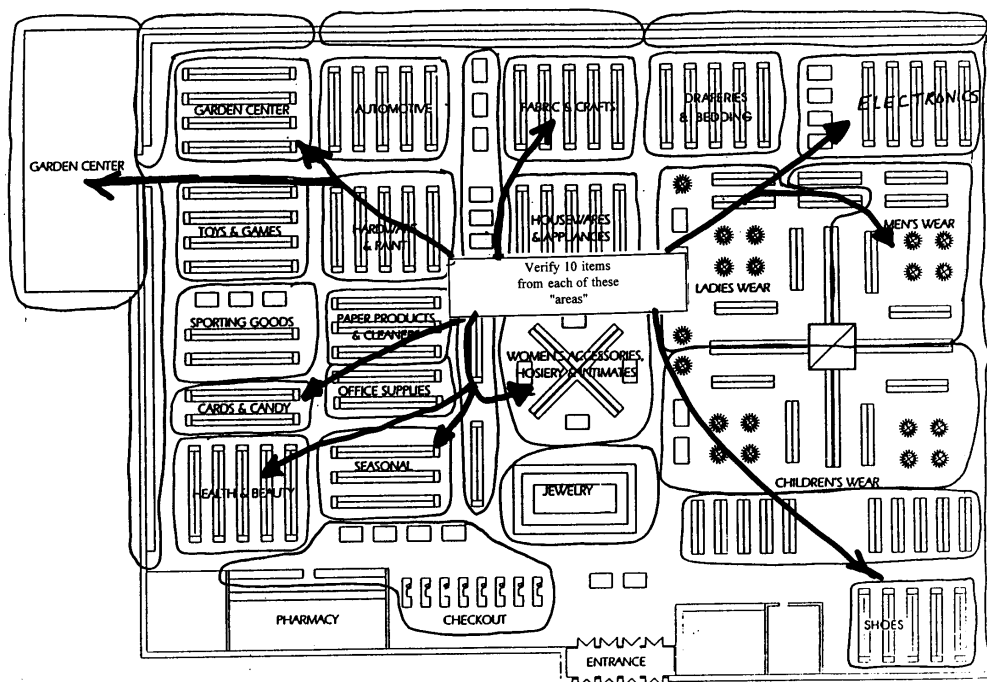 GARDEN CENTER
AUTOMOTIVE
FABRIC & CRAFTS
DRAPERIES
& BEDDING
ELECTRONICS
GARDEN CENTER
TOYS & GAMES
HARDWARE
& PAINT
HOUSEWARES
& APPLIANCES
MEN'S WEAR
Verify 10 items
from each of these
"areas"
LADIES WEAR
SPORTING GOODS
PAPER PRODUCTS
& CLEANERS
WOMEN'S ACCESSORIES,
HOSIERY & INTIMATES
OFFICE SUPPLIES
CARDS & CANDY
SEASONAL
HEALTH & BEAUTY
JEWELRY
CHILDREN'S WEAR
PHARMACY
CHECKOUT
SHOES
ENTRANCE